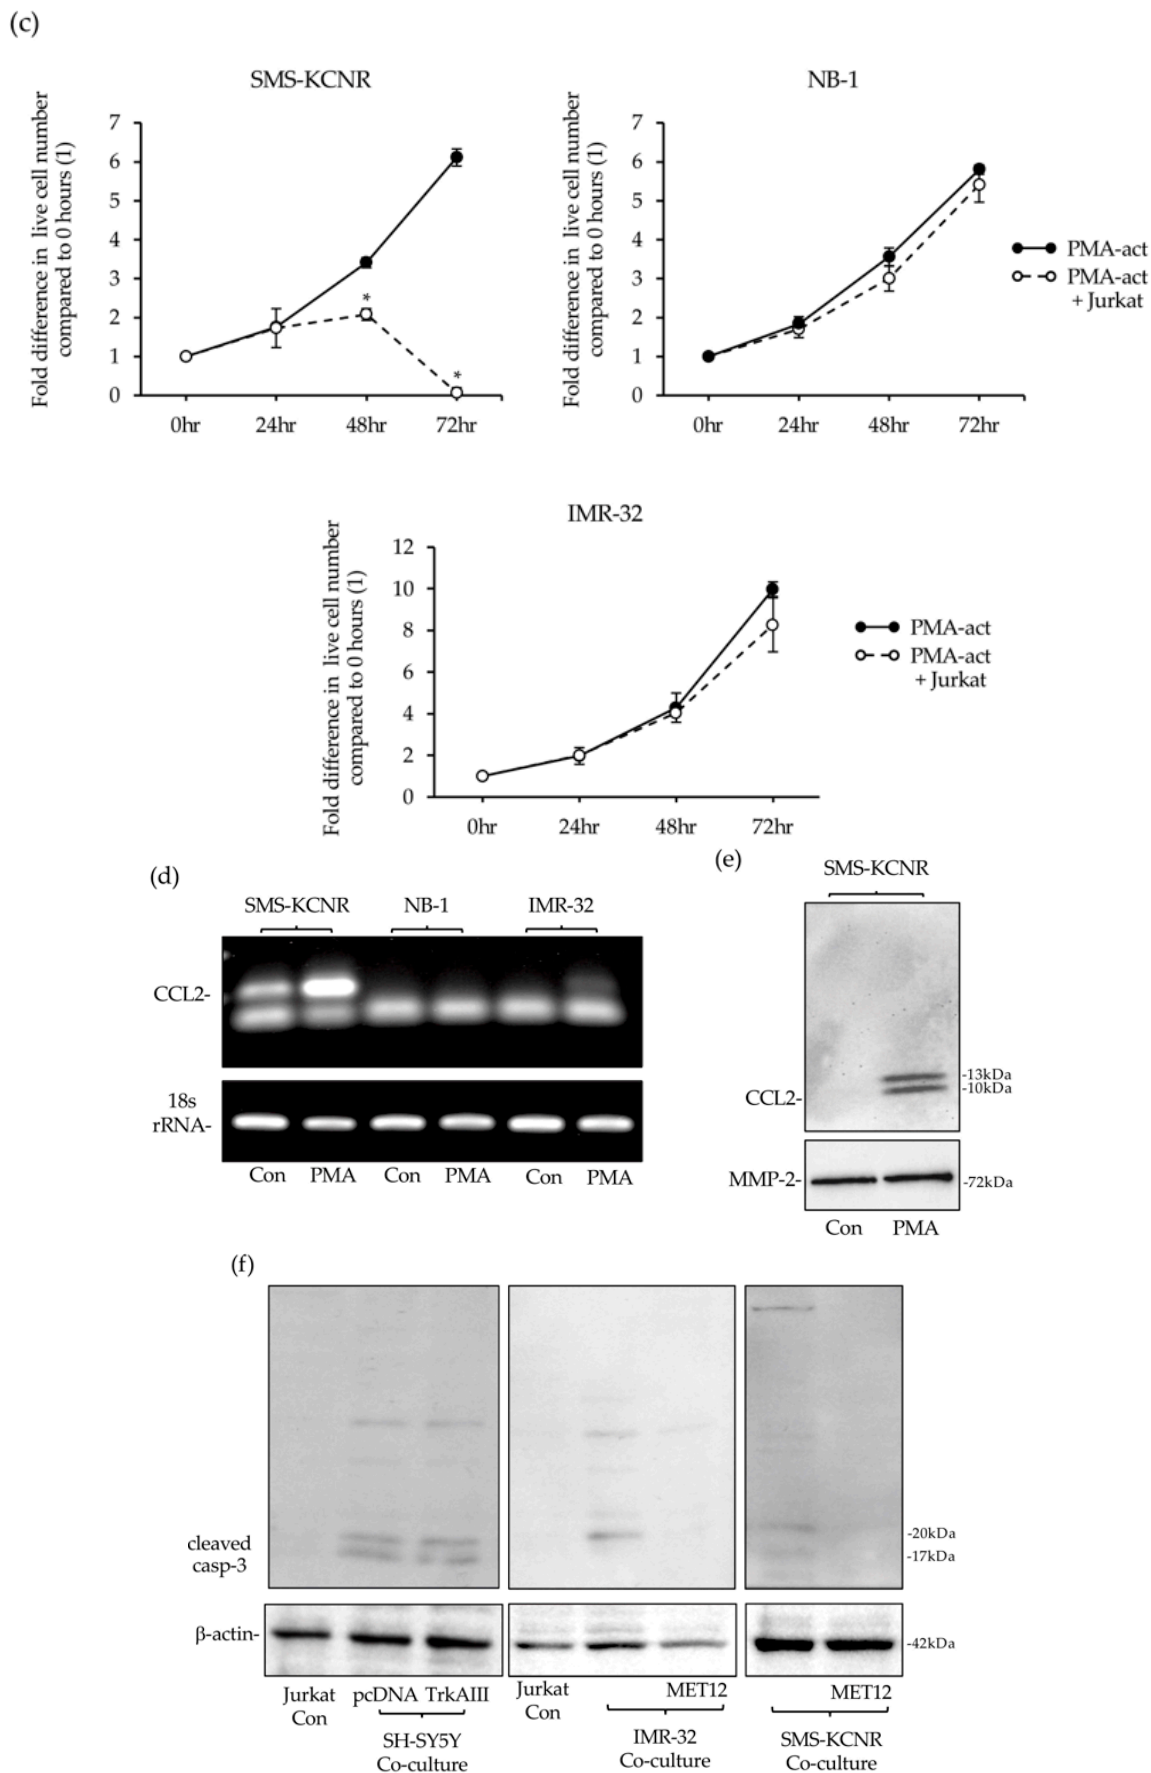 (c)
SMS-KCNR
NB-1
Fold difference in live cell number
compared to 0 hours (1)
7
6
5
4
3
2
1
0
0hr 24hr 48hr 72hr
*
*
Fold difference in live cell number
compared to 0 hours (1)
7
6
5
4
3
2
1
0
0hr 24hr 48hr 72hr
PMA-act
PMA-act
+ Jurkat
IMR-32
Fold difference in live cell number
compared to 0 hours (1)
12
10
8
6
4
2
0
0hr 24hr 48hr 72hr
PMA-act
PMA-act
+ Jurkat
(d)
SMS-KCNR NB-1 IMR-32
CCL2-
18s
rRNA-
Con PMA Con PMA Con PMA
(e)
SMS-KCNR
-13kDa
-10kDa
CCL2-
MMP-2-
-72kDa
Con PMA
(f)
cleaved
casp-3
-20kDa
-17kDa
β-actin-
-42kDa
Jurkat
Con
pcDNA TrkAIII
SH-SY5Y
Co-culture
Jurkat
Con
MET12
IMR-32
Co-culture
MET12
SMS-KCNR
Co-culture